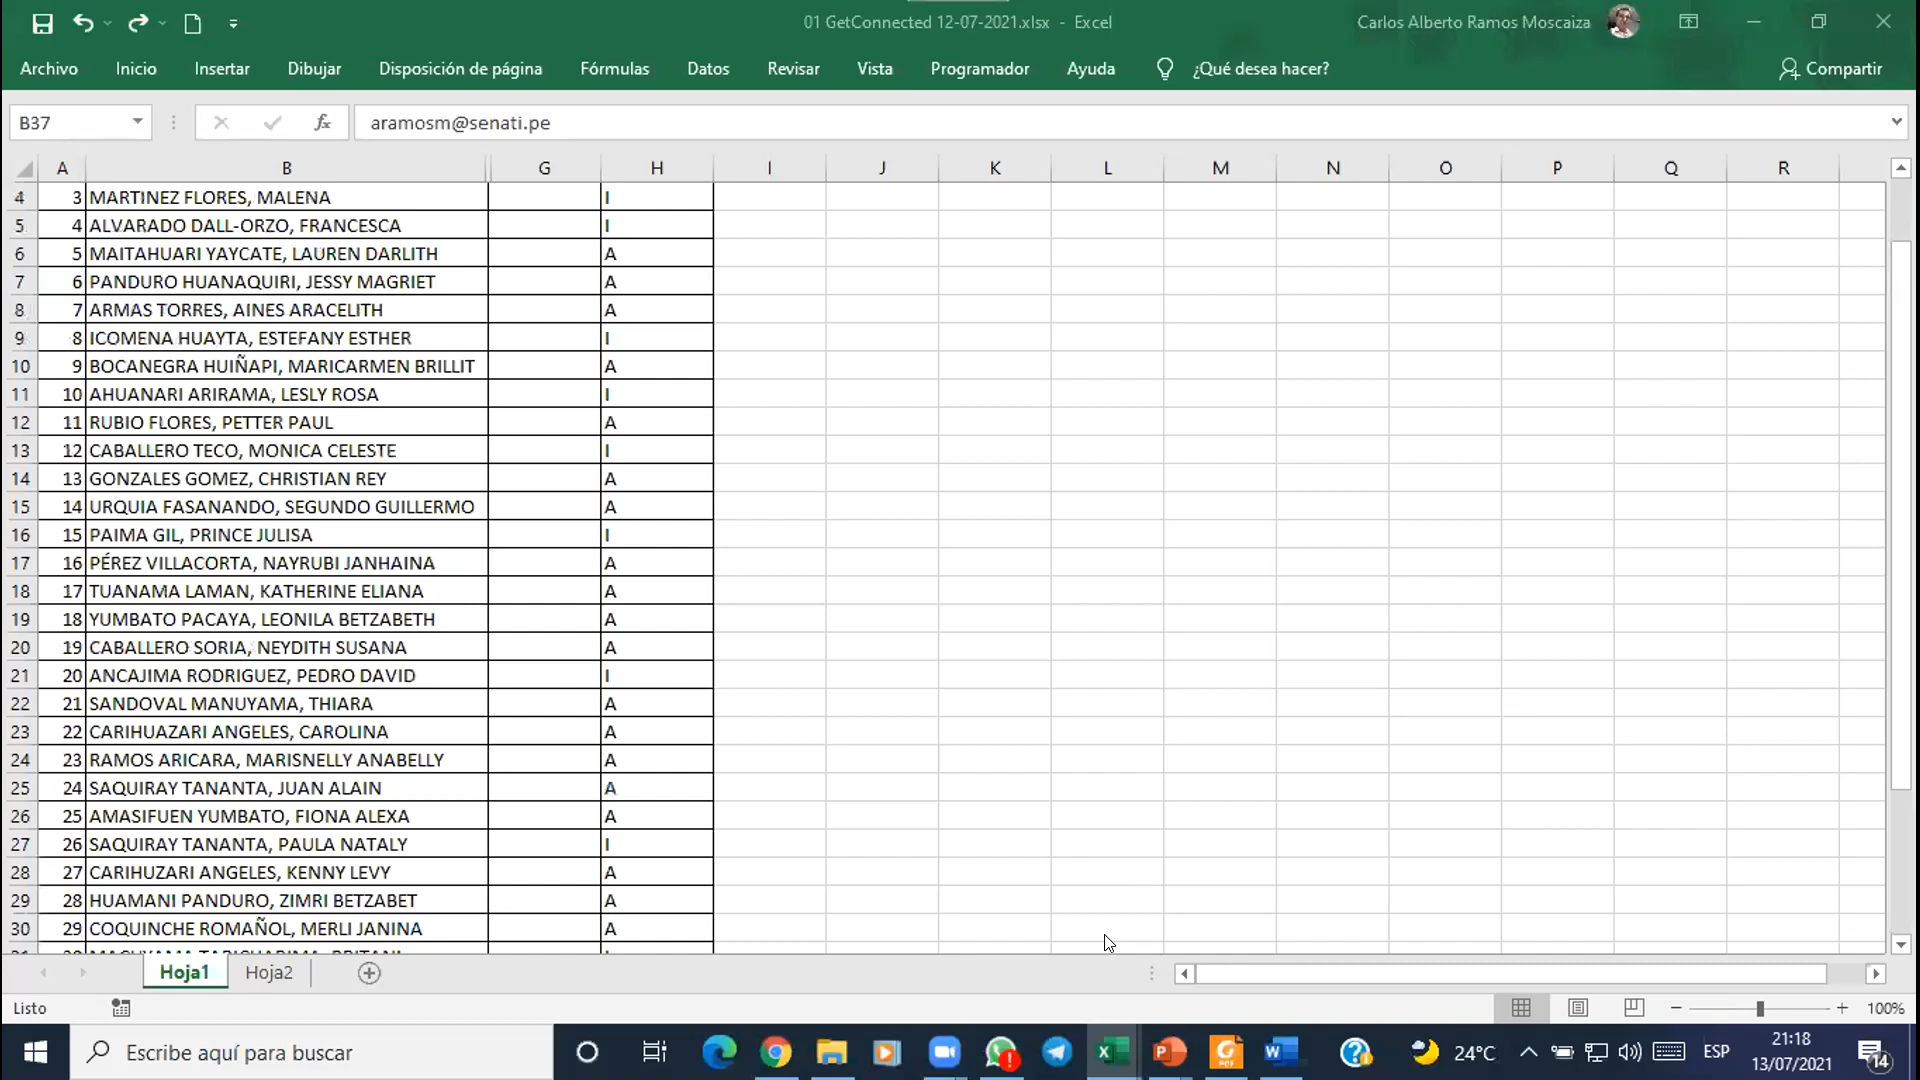 01 GetConnected 12-07-2021.xlsx - Excel
Carlos Alberto Ramos Moscaiza
Archivo Inicio Insertar Dibujar Disposición de página Fórmulas Datos Revisar Vista Programador Ayuda ¿Qué desea hacer? Compartir
B37 fx aramosm@senati.pe
A B G H I J K L M N O P Q R
4 3 MARTINEZ FLORES, MALENA I
5 4 ALVARADO DALL-ORZO, FRANCESCA I
6 5 MAITAHUARI YAYCATE, LAUREN DARLITH A
7 6 PANDURO HUANAQUIRI, JESSY MAGRIET A
8 7 ARMAS TORRES, AINES ARACELITH A
9 8 ICOMENA HUAYTA, ESTEFANY ESTHER I
10 9 BOCANEGRA HUIÑAPI, MARICARMEN BRILLIT A
11 10 AHUANARI ARIRAMA, LESLY ROSA I
12 11 RUBIO FLORES, PETTER PAUL A
13 12 CABALLERO TECO, MONICA CELESTE I
14 13 GONZALES GOMEZ, CHRISTIAN REY A
15 14 URQUIA FASANANDO, SEGUNDO GUILLERMO A
16 15 PAIMA GIL, PRINCE JULISA I
17 16 PÉREZ VILLACORTA, NAYRUBI JANHAINA A
18 17 TUANAMA LAMAN, KATHERINE ELIANA A
19 18 YUMBATO PACAYA, LEONILA BETZABETH A
20 19 CABALLERO SORIA, NEYDITH SUSANA A
21 20 ANCAJIMA RODRIGUEZ, PEDRO DAVID I
22 21 SANDOVAL MANUYAMA, THIARA A
23 22 CARIHUAZARI ANGELES, CAROLINA A
24 23 RAMOS ARICARA, MARISNELLY ANABELLY A
25 24 SAQUIRAY TANANTA, JUAN ALAIN A
26 25 AMASIFUEN YUMBATO, FIONA ALEXA A
27 26 SAQUIRAY TANANTA, PAULA NATALY I
28 27 CARIHUZARI ANGELES, KENNY LEVY A
29 28 HUAMANI PANDURO, ZIMRI BETZABET A
30 29 COQUINCHE ROMAÑOL, MERLI JANINA A
Hoja1 Hoja2
Listo 100%
Escribe aquí para buscar 24°C ESP 21:18
13/07/2021 14